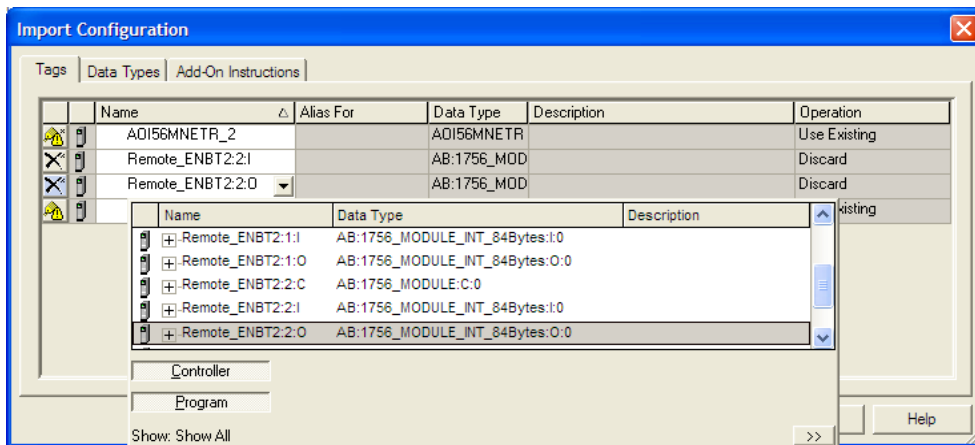 Import Configuration
Tags Data Types Add-On Instructions
Name Alias For Data Type Description Operation
AOI56MNETR_2 AOI56MNETR Use Existing
Remote_ENBT2:2:I AB:1756_MOD Discard
Remote_ENBT2:2:O AB:1756_MOD Discard
Name Data Type Description
Remote_ENBT2:1:I AB:1756_MODULE_INT_84Bytes:I:0
Remote_ENBT2:1:O AB:1756_MODULE_INT_84Bytes:O:0
Remote_ENBT2:2:C AB:1756_MODULE:C:0
Remote_ENBT2:2:I AB:1756_MODULE_INT_84Bytes:I:0
Remote_ENBT2:2:O AB:1756_MODULE_INT_84Bytes:O:0
Controller
Program
Show: Show All >>
Help